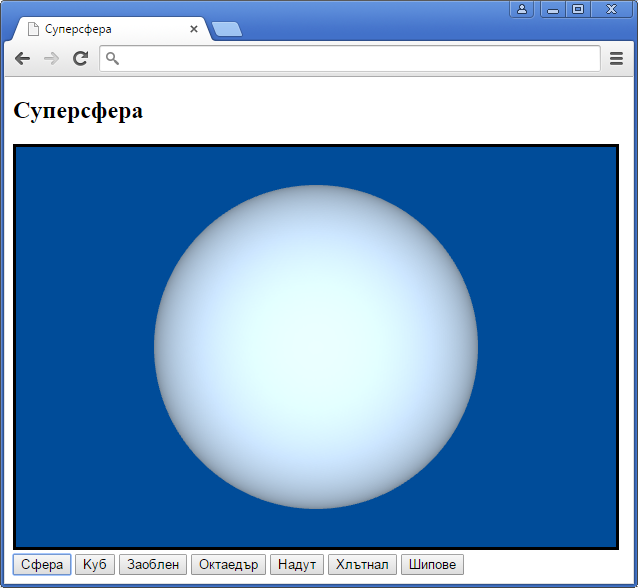 Суперсфера
Суперсфера
Сфера Куб Заоблен Октаедър Надут Хлътнал Шипове